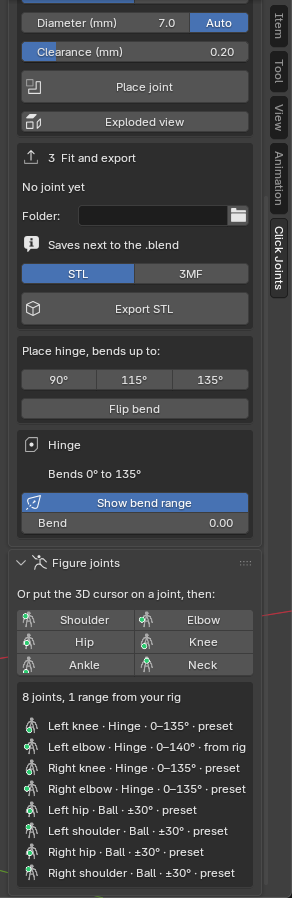 Diameter (mm) 7.0 Auto
Clearance (mm) 0.20
Place joint
Exploded view
3 Fit and export
No joint yet
Folder:
Saves next to the .blend
STL 3MF
Export STL
Place hinge, bends up to:
90° 115° 135°
Flip bend
Hinge
Bends 0° to 135°
Show bend range
Bend 0.00
Figure joints
Or put the 3D cursor on a joint, then:
Shoulder Elbow
Hip Knee
Ankle Neck
8 joints, 1 range from your rig
Left knee · Hinge · 0–135° · preset
Left elbow · Hinge · 0–140° · from rig
Right knee · Hinge · 0–135° · preset
Right elbow · Hinge · 0–135° · preset
Left hip · Ball · ±30° · preset
Left shoulder · Ball · ±30° · preset
Right hip · Ball · ±30° · preset
Right shoulder · Ball · ±30° · preset
Item
Tool
View
Animation
Click Joints